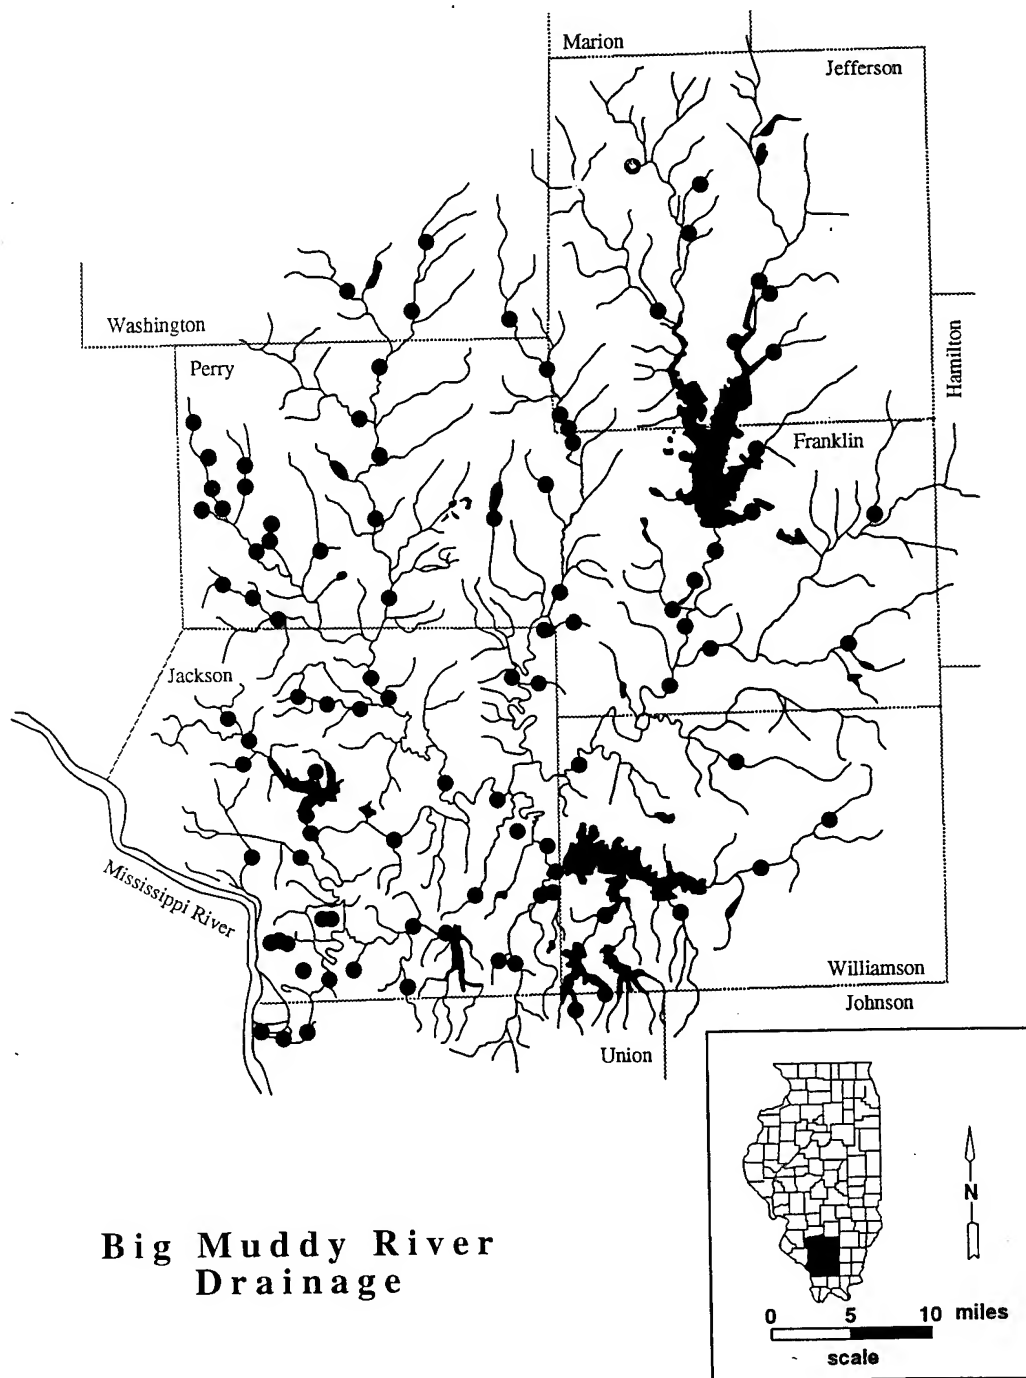 Marion
Jefferson
Washington
Perry
Hamilton
Franklin
Jackson
Mississippi River
Williamson
Johnson
Union
N
Big Muddy River
Drainage
0 5 10 miles
scale